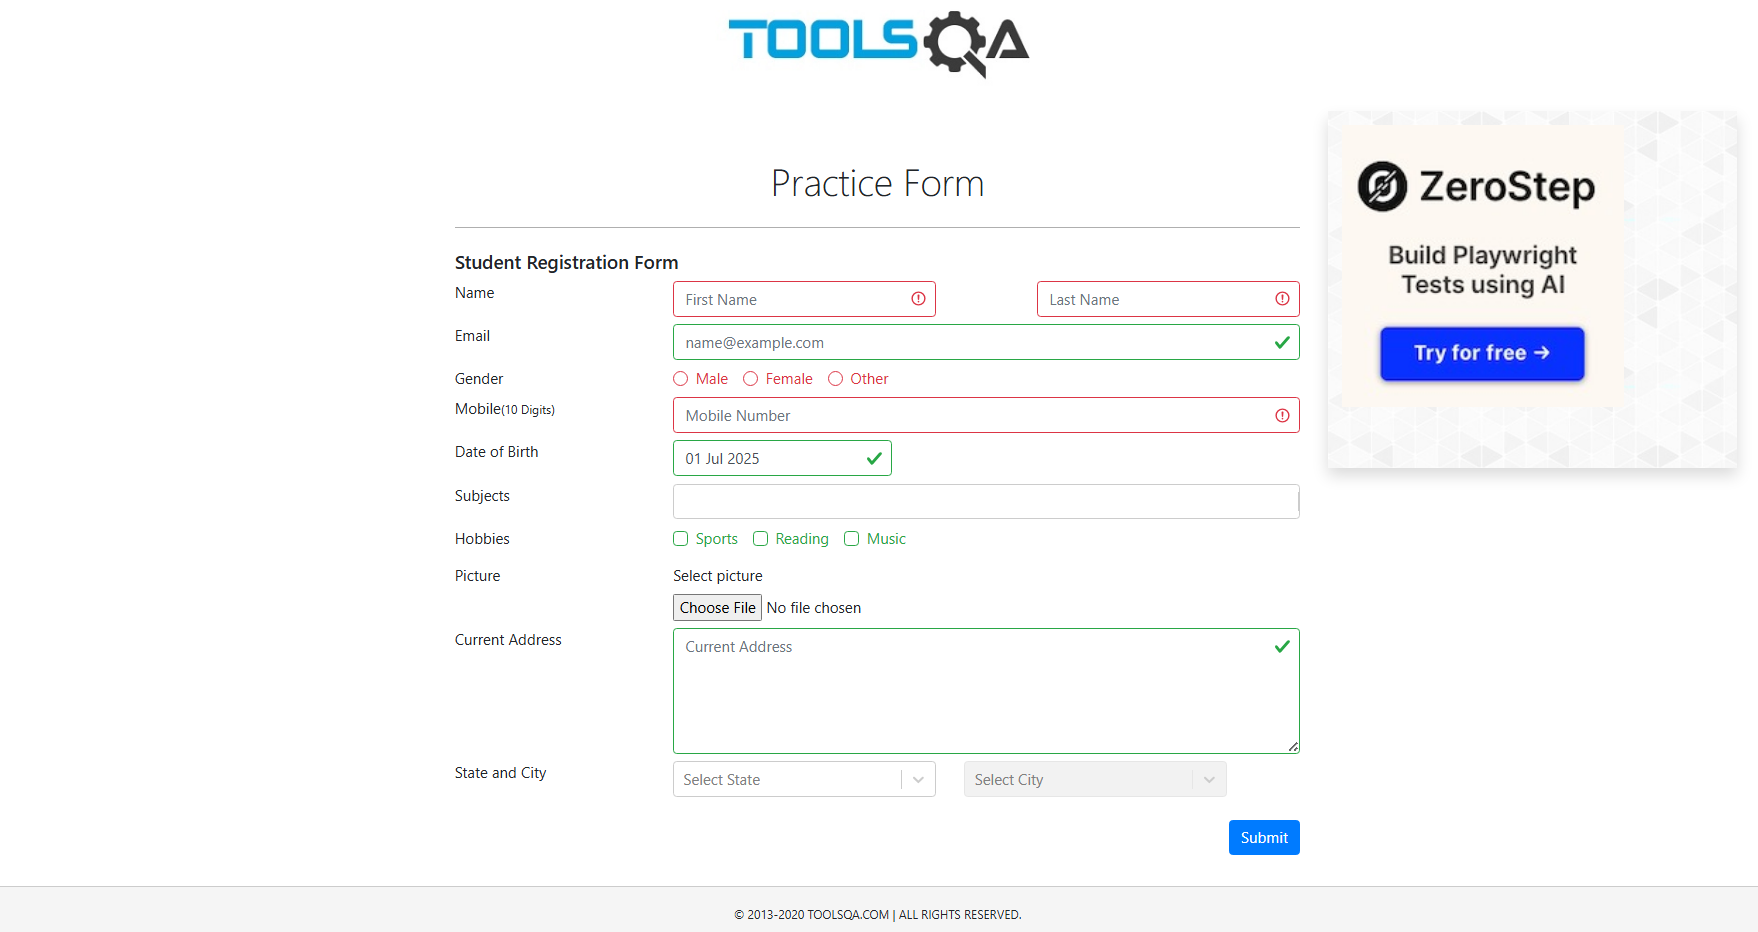 TOOLSQA
Practice Form
Student Registration Form
Name
First Name
Last Name
Email
name@example.com
Gender
Male Female Other
Mobile(10 Digits)
Mobile Number
Date of Birth
01 Jul 2025
Subjects
Hobbies
Sports Reading Music
Picture
Select picture
Choose File No file chosen
Current Address
Current Address
State and City
Select State
Select City
Submit
ZeroStep
Build Playwright
Tests using AI
Try for free →
© 2013-2020 TOOLSQA.COM | ALL RIGHTS RESERVED.